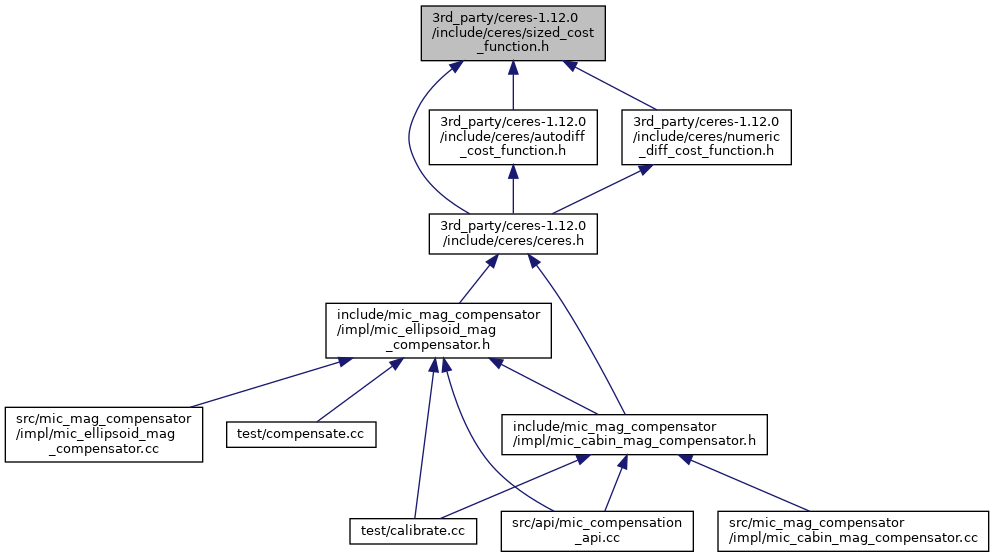 3rd_party/ceres-1.12.0
/include/ceres/sized_cost
_function.h
3rd_party/ceres-1.12.0
/include/ceres/autodiff
_cost_function.h
3rd_party/ceres-1.12.0
/include/ceres/numeric
_diff_cost_function.h
3rd_party/ceres-1.12.0
/include/ceres/ceres.h
include/mic_mag_compensator
/impl/mic_ellipsoid_mag
_compensator.h
src/mic_mag_compensator
/impl/mic_ellipsoid_mag
_compensator.cc
test/compensate.cc
include/mic_mag_compensator
/impl/mic_cabin_mag_compensator.h
test/calibrate.cc
src/api/mic_compensation
_api.cc
src/mic_mag_compensator
/impl/mic_cabin_mag_compensator.cc